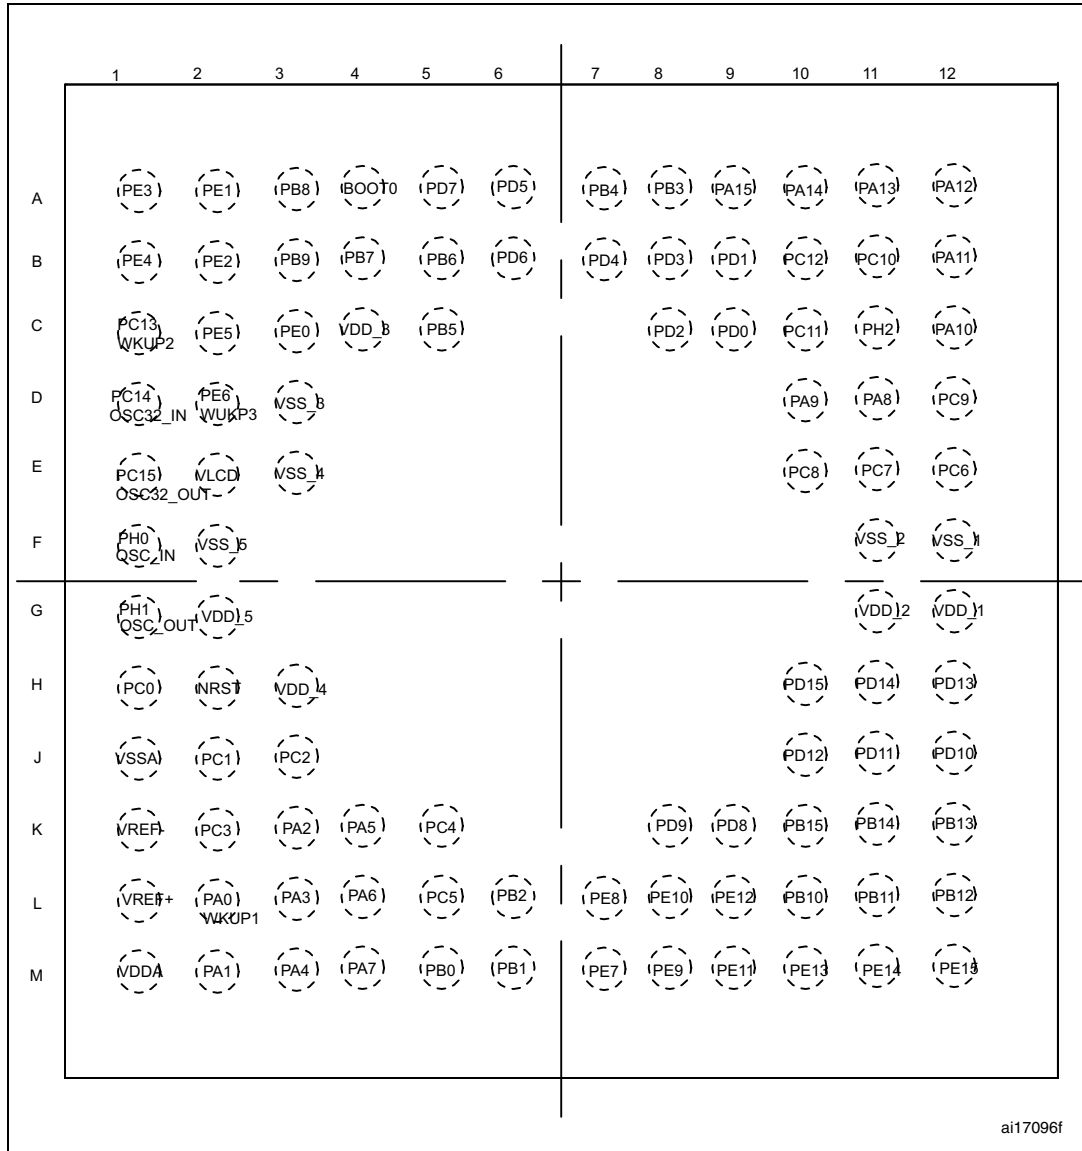 1 2 3 4 5 6 7 8 9 10 11 12
A PE3 PE1 PB8 BOOT0 PD7 PD5 PB4 PB3 PA15 PA14 PA13 PA12
B PE4 PE2 PB9 PB7 PB6 PD6 PD4 PD3 PD1 PC12 PC10 PA11
C PC13 PE5 PE0 VDD_3 PB5 PD2 PD0 PC11 PH2 PA10
WKUP2
D PC14 PE6 VSS_3 PA9 PA8 PC9
OSC32_IN WUKP3
E PC15 VLCD VSS_4 PC8 PC7 PC6
OSC32_OUT
F PH0 VSS_5 VSS_2 VSS_1
OSC_IN
G PH1 VDD_5 VDD_2 VDD_1
OSC_OUT
H PC0 NRST VDD_4 PD15 PD14 PD13
J VSSA PC1 PC2 PD12 PD11 PD10
K VREF- PC3 PA2 PA5 PC4 PD9 PD8 PB15 PB14 PB13
L VREF+ PA0 PA3 PA6 PC5 PB2 PE8 PE10 PE12 PB10 PB11 PB12
WKUP1
M VDDA PA1 PA4 PA7 PB0 PB1 PE7 PE9 PE11 PE13 PE14 PE15
ai17096f